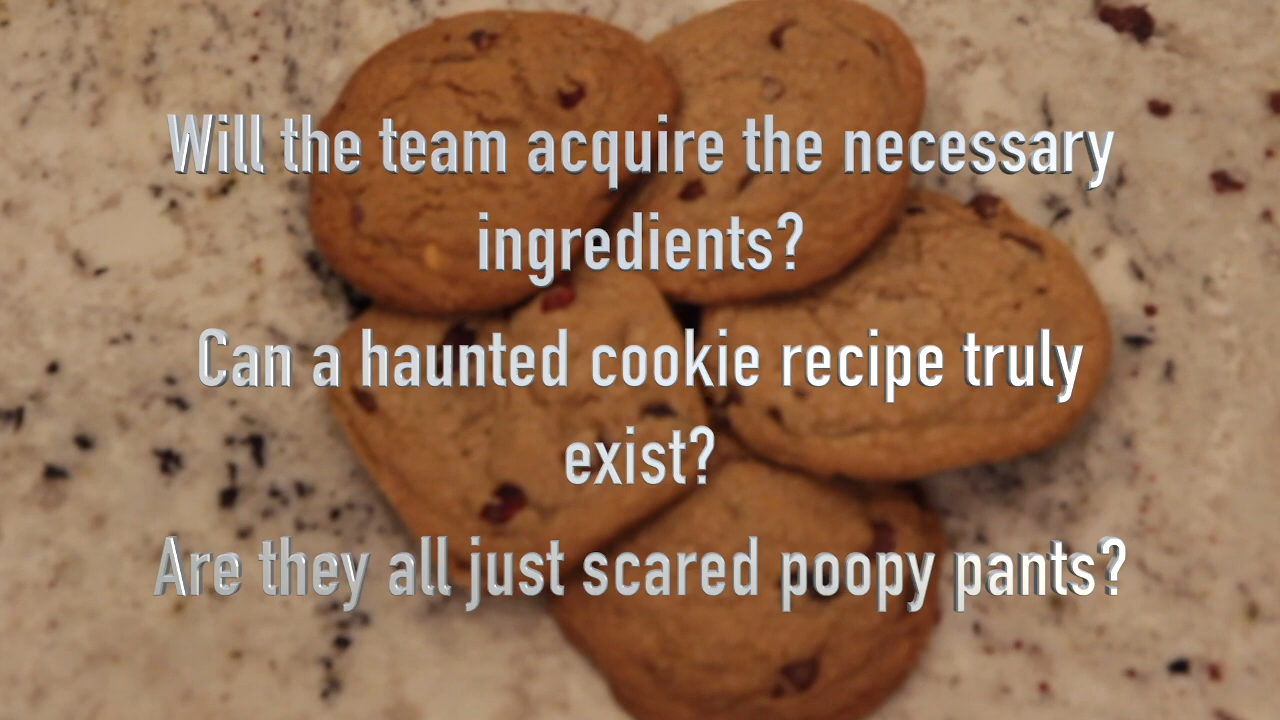 Will the team acquire the necessary
ingredients?
Can a haunted cookie recipe truly
exist?
Are they all just scared poopy pants?